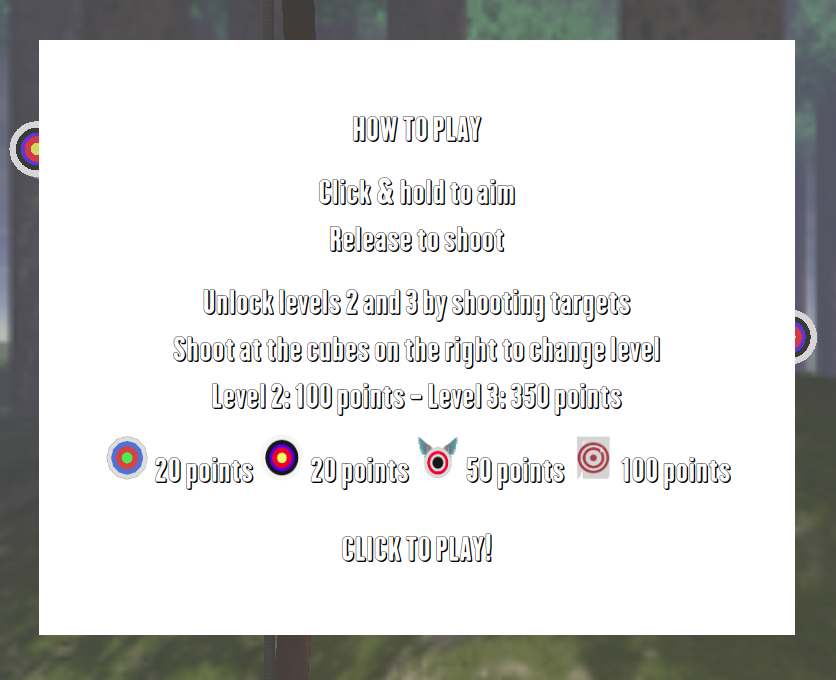 HOW TO PLAY
Click & hold to aim
Release to shoot
Unlock levels 2 and 3 by shooting targets
Shoot at the cubes on the right to change level
Level 2: 100 points - Level 3: 350 points
20 points 20 points 50 points 100 points
CLICK TO PLAY!